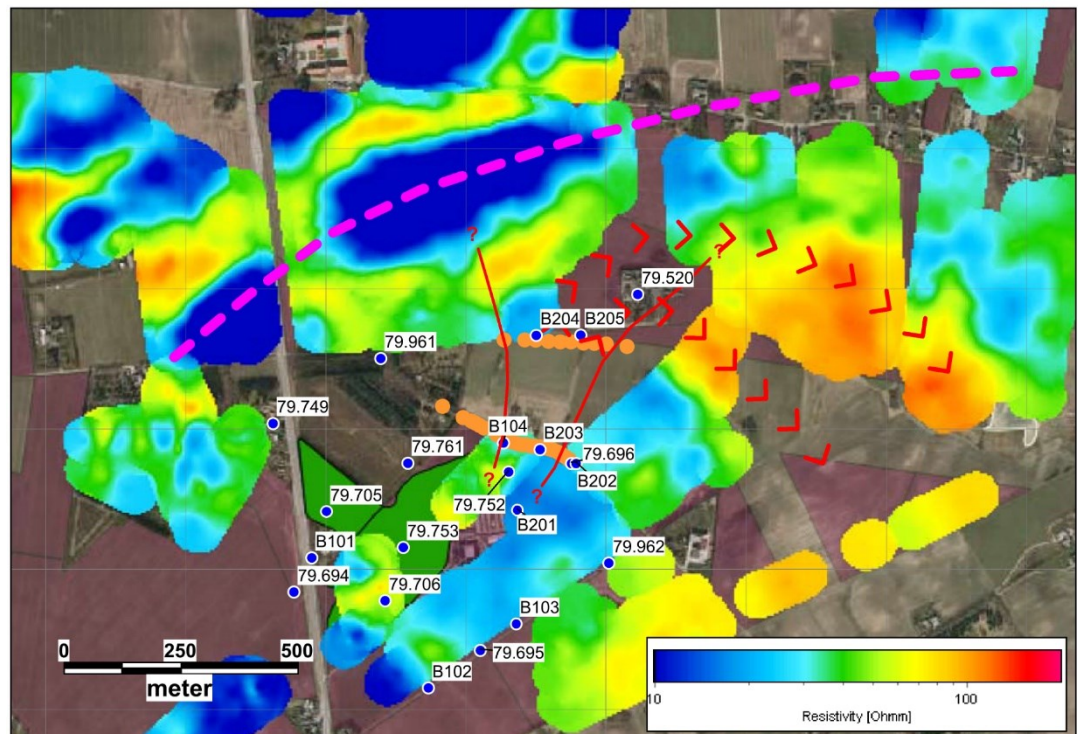 ?
?
79.520
B204
B205
79.961
79.749
B104
B203
79.761
79.696
?
?
B202
79.752
79.705
B201
79.753
B101
79.962
79.694
79.706
B103
0 250 500
meter
79.695
B102
10 100
Resistivity [Ohmm]